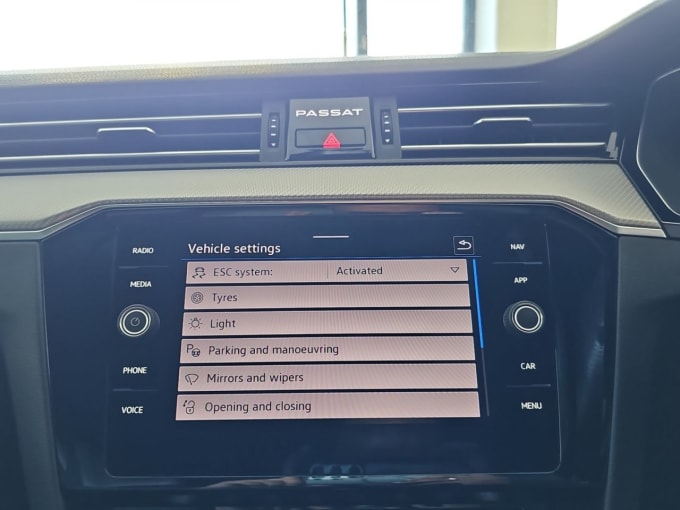 PASSAT
RADIO
MEDIA
PHONE
VOICE
Vehicle settings
ESC system: Activated
Tyres
Light
Parking and manoeuvring
Mirrors and wipers
Opening and closing
NAV
APP
CAR
MENU